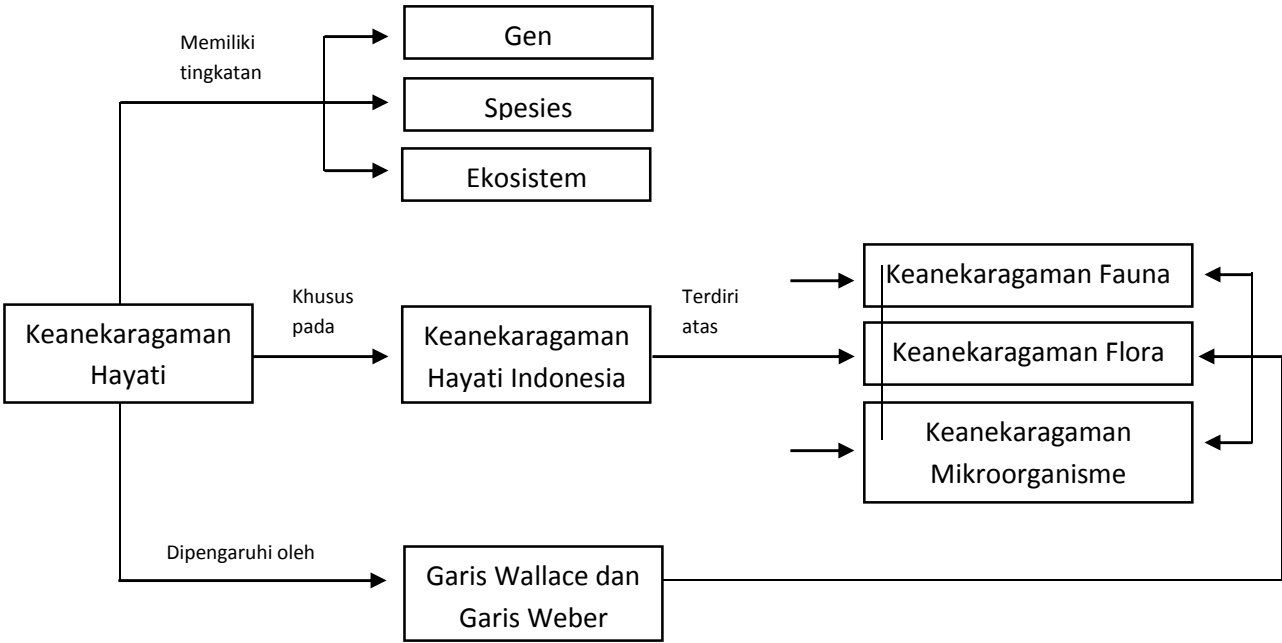 Memiliki
tingkatan
Gen
Spesies
Ekosistem
Keanekaragaman
Hayati
Khusus
pada
Keanekaragaman
Hayati Indonesia
Terdiri
atas
Keanekaragaman Fauna
Keanekaragaman Flora
Keanekaragaman
Mikroorganisme
Dipengaruhi oleh
Garis Wallace dan
Garis Weber